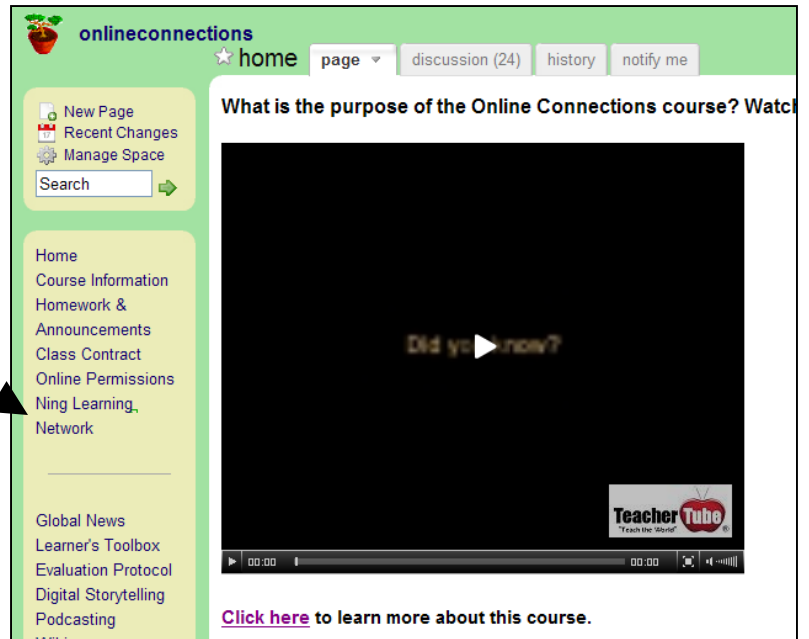 onlineconnections
home
page
discussion (24)
history
notify me
New Page
Recent Changes
17
Manage Space
Search
Home
Course Information
Homework &
Announcements
Class Contract
Online Permissions
Ning Learning
Network
Global News
Learner's Toolbox
Evaluation Protocol
Digital Storytelling
Podcasting
What is the purpose of the Online Connections course? Watch
Did you know?
Teacher Tube
"Teach the World"
®
00:00
00:00
Click here to learn more about this course.